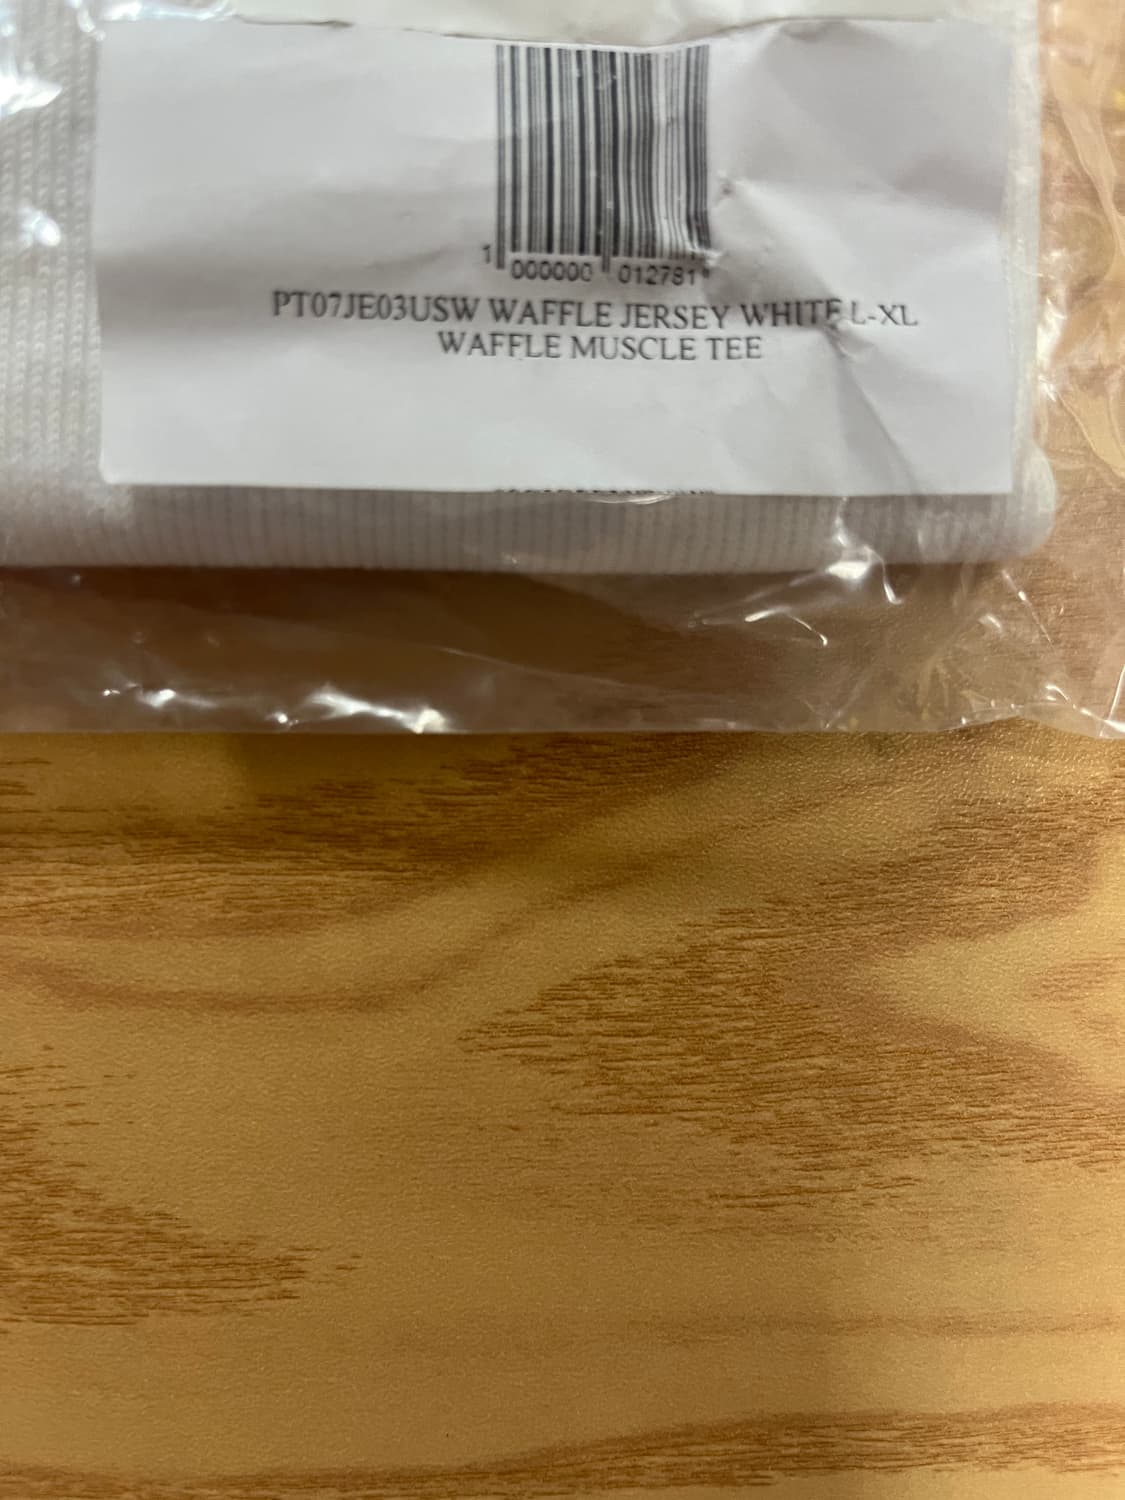 1 000000 012781
PT07JE03USW WAFFLE JERSEY WHITE L-XL
WAFFLE MUSCLE TEE